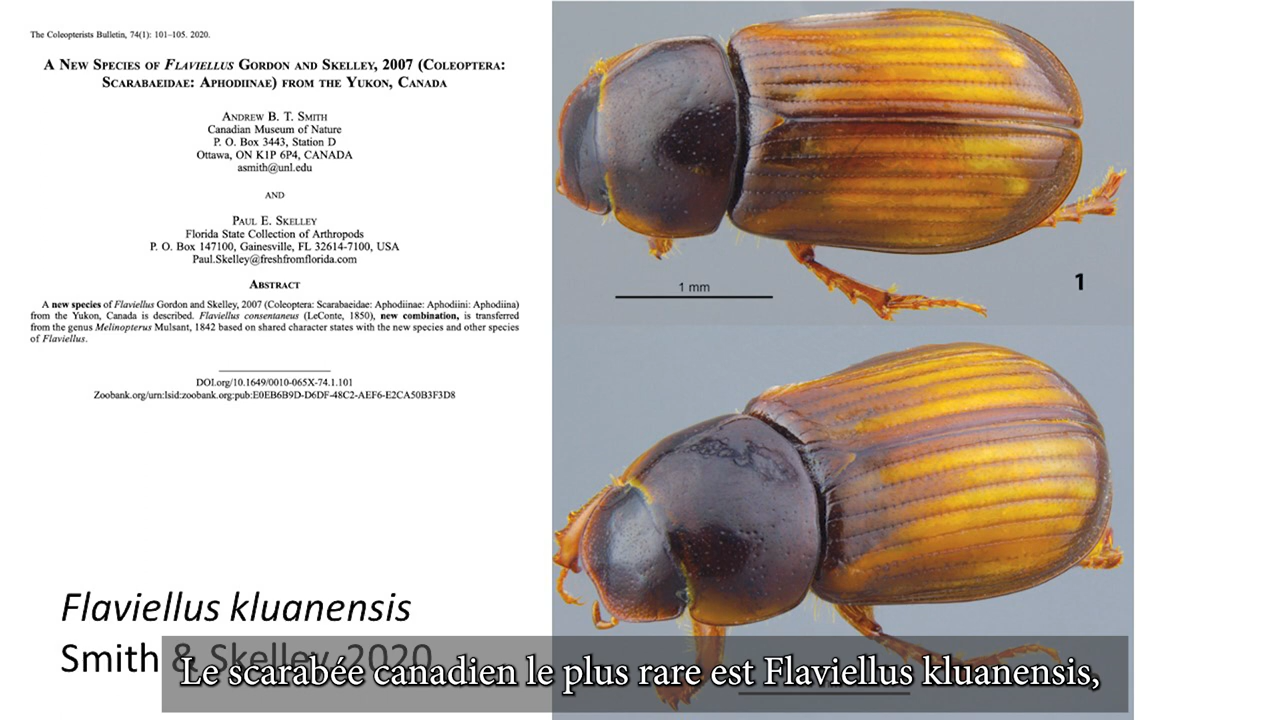 The Coleopterists Bulletin, 74(1): 101–105. 2020.
A New Species of Flaviellus Gordon and Skelley, 2007 (Coleoptera:
Scarabaeidae: Aphodiinae) from the Yukon, Canada
Andrew B. T. Smith
Canadian Museum of Nature
P. O. Box 3443, Station D
Ottawa, ON K1P 6P4, CANADA
asmith@unl.edu
AND
Paul E. Skelley
Florida State Collection of Arthropods
P. O. Box 147100, Gainesville, FL 32614-7100, USA
Paul.Skelley@freshfromflorida.com
Abstract
A new species of Flaviellus Gordon and Skelley, 2007 (Coleoptera: Scarabaeidae: Aphodiinae: Aphodiini: Aphodiina)
from the Yukon, Canada is described. Flaviellus consentaneus (LeConte, 1850), new combination, is transferred
from the genus Melinopterus Mulsant, 1842 based on shared character states with the new species and other species
of Flaviellus.
DOI.org/10.1649/0010-065X-74.1.101
Zoobank.org/urn:lsid:zoobank.org:pub:E0EB6B9D-D6DF-48C2-AEF6-E2CA50B3F3D8
1 mm
1
Flaviellus kluanensis
Smith & Skelley, 2020
Le scarabée canadien le plus rare est Flaviellus kluanensis,